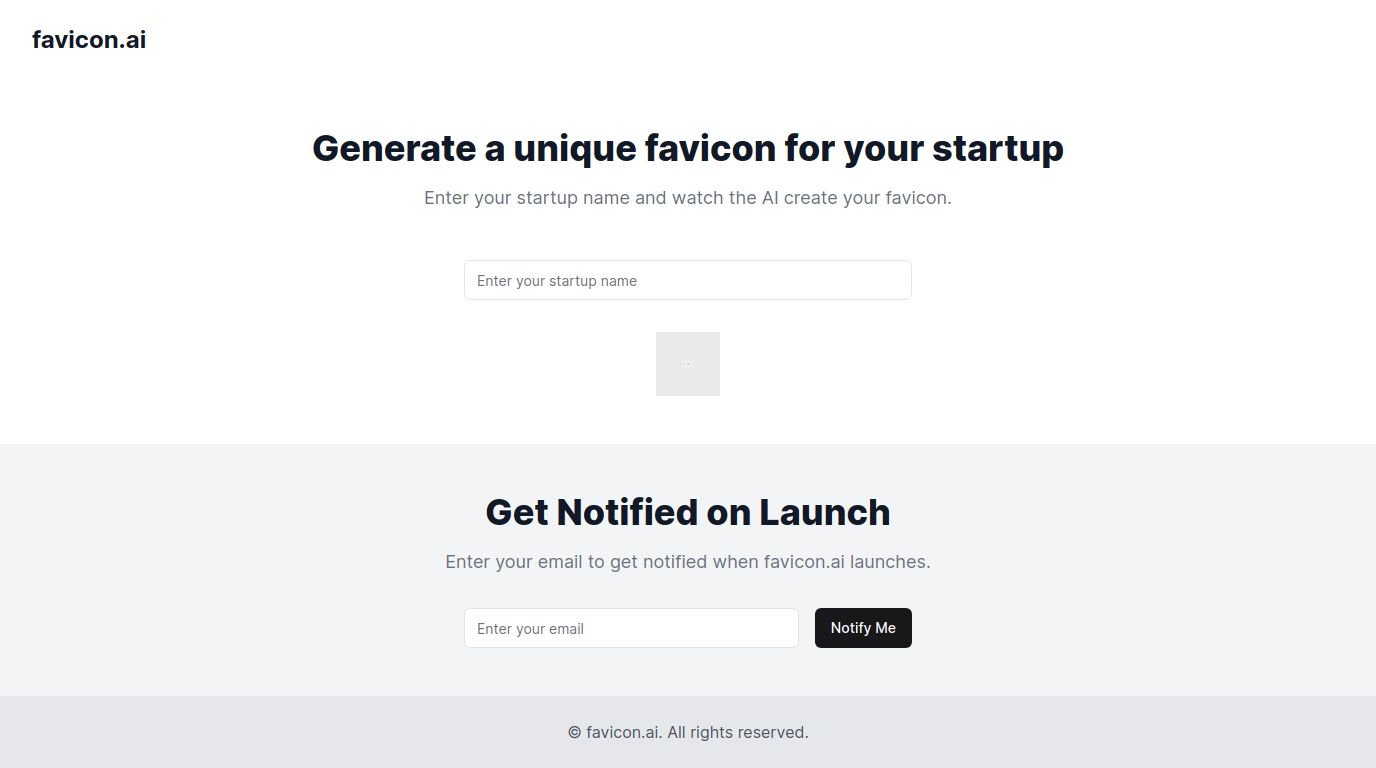 favicon.ai
Generate a unique favicon for your startup
Enter your startup name and watch the AI create your favicon.
Enter your startup name
Get Notified on Launch
Enter your email to get notified when favicon.ai launches.
Enter your email
Notify Me
© favicon.ai. All rights reserved.